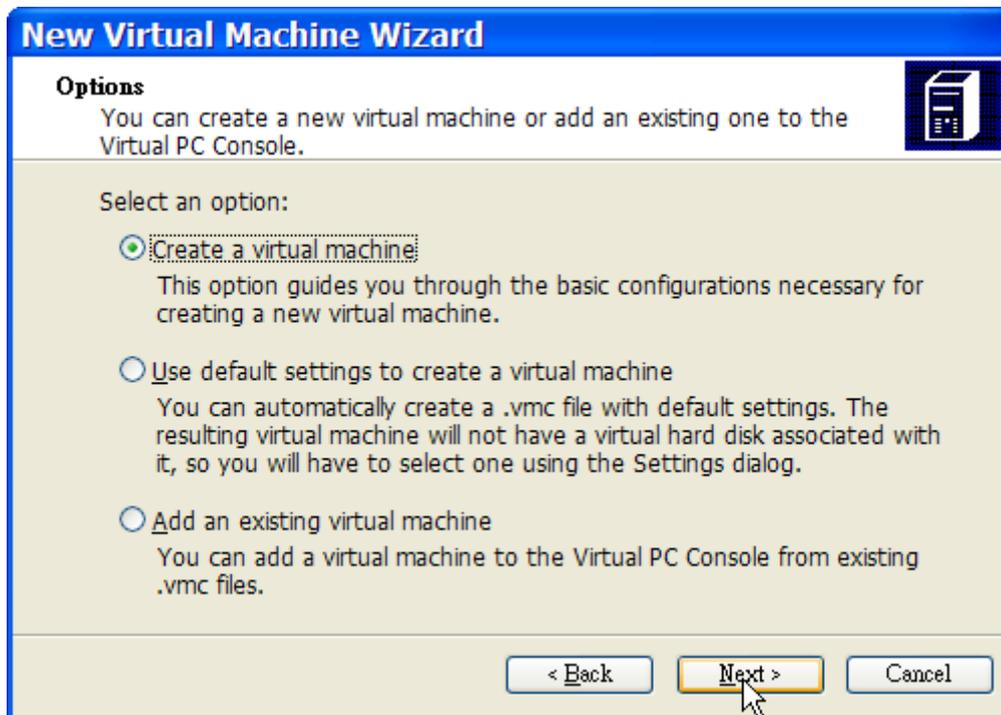 New Virtual Machine Wizard
Options
You can create a new virtual machine or add an existing one to the
Virtual PC Console.
Select an option:
Create a virtual machine
This option guides you through the basic configurations necessary for
creating a new virtual machine.
Use default settings to create a virtual machine
You can automatically create a .vmc file with default settings. The
resulting virtual machine will not have a virtual hard disk associated with
it, so you will have to select one using the Settings dialog.
Add an existing virtual machine
You can add a virtual machine to the Virtual PC Console from existing
.vmc files.
< Back Next > Cancel